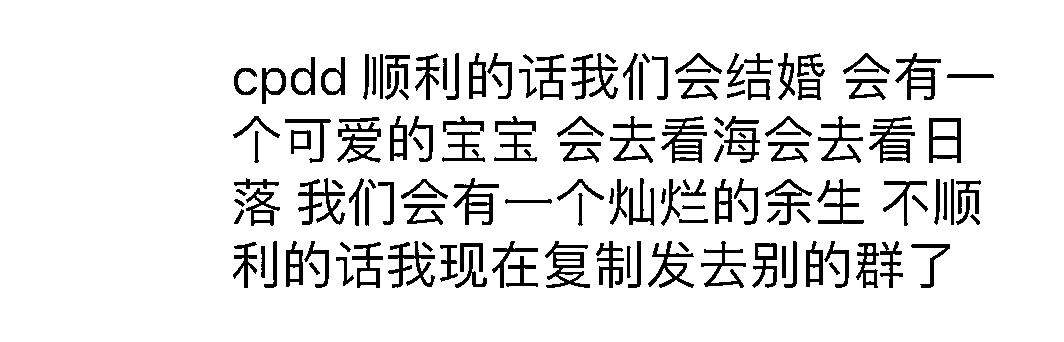 cpdd 顺利的话我们会结婚 会有一
个可爱的宝宝 会去看海会去看日
落 我们会有一个灿烂的余生 不顺
利的话我现在复制发去别的群了